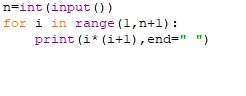 n=int(input())
for i in range(1,n+1):
    print(i*(i+1),end=" ")